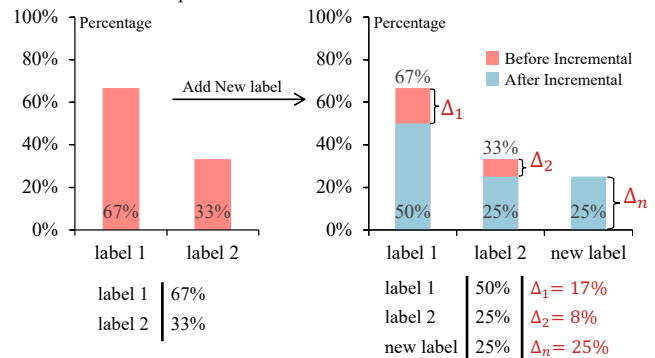 Percentage
100%
80%
60%
40%
20%
0%
67%
33%
label 1
label 2
label 1 67%
label 2 33%
Add New label
Percentage
100%
80%
60%
40%
20%
0%
Before Incremental
After Incremental
67%
Δ1
33%
Δ2
Δn
50%
25%
25%
label 1
label 2
new label
label 1 50% Δ1= 17%
label 2 25% Δ2= 8%
new label 25% Δn= 25%